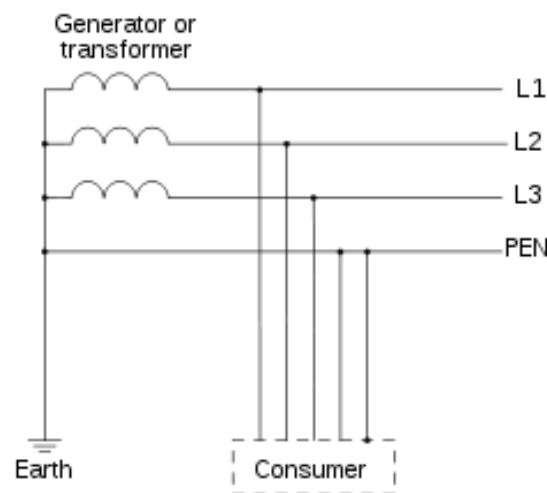 Generator or
transformer
L1
L2
L3
PEN
Earth
Consumer